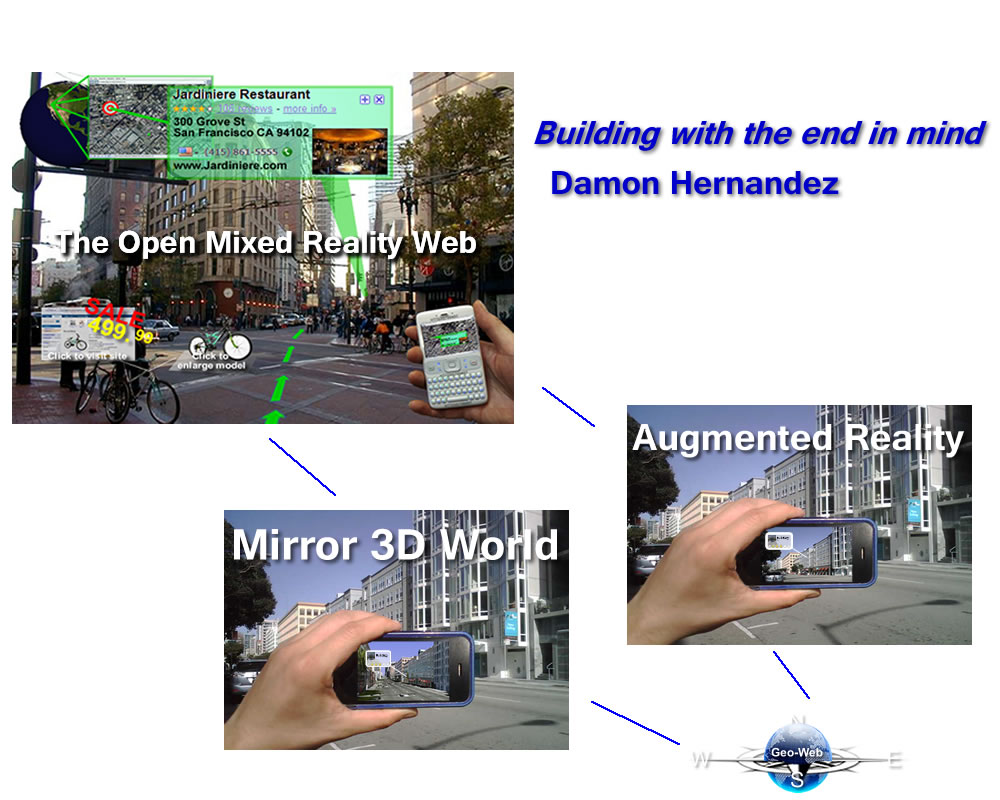 Jardiniere Restaurant
more info »
300 Grove St
San Francisco CA 94102
(415) 861-5555
www.Jardiniere.com
Building with the end in mind
Damon Hernandez
The Open Mixed Reality Web
SALE
499.90
Click to visit site
Click to
enlarge model
Augmented Reality
Mirror 3D World
N
W
Geo-Web
E
S